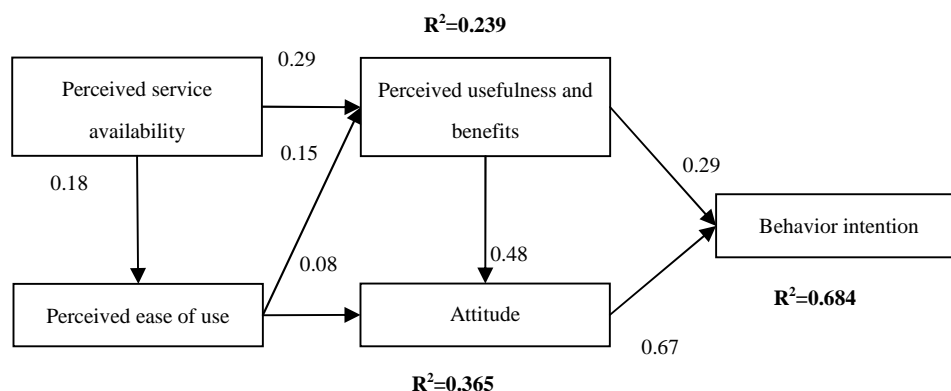 R²=0.239
0.29
Perceived service
availability
Perceived usefulness and
benefits
0.15
0.18
0.29
Behavior intention
0.48
0.08
R²=0.684
Perceived ease of use
Attitude
0.67
R²=0.365